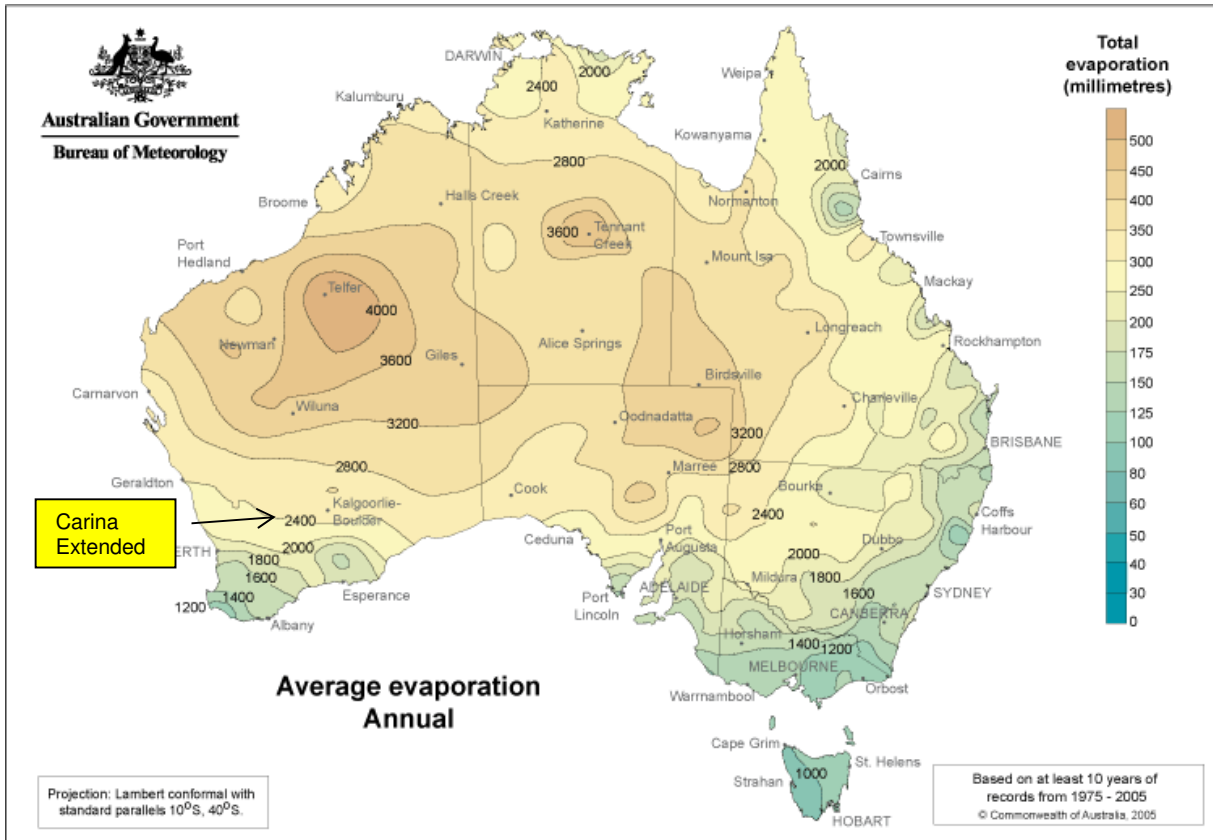 Australian Government
Bureau of Meteorology
Total
evaporation
(millimetres)
500
450
400
350
300
250
200
175
150
125
100
80
60
50
40
30
0
DARWIN
2000
2400
Weipa
Kalumburu
Katherine
Kowanyama
2800
2000
Cairns
Halls Creek
Normanton
Broome
3600
Tennant
Creek
Townsville
Port
Hedland
Mount Isa
Mackay
Telfer
4000
Newman
Longreach
Rockhampton
Alice Springs
3600
Giles
Birdsville
Carnarvon
Charleville
Wiluna
3200
Oodnadatta
3200
BRISBANE
2800
Marree
2800
Geraldton
Cook
Bourke
Kalgoorlie-
Boulder
2400
2400
Coffs
Harbour
Carina
Extended
Ceduna
Port
Augusta
2000
2000
Dubbo
ERTH
1800
Mildura
1800
1600
ADELAIDE
1600
SYDNEY
1400
Esperance
Port
Lincoln
CANBERRA
1200
Albany
Horsham
1400
1200
MELBOURNE
Orbost
Warrnambool
Average evaporation
Annual
Cape Grim
St. Helens
1000
Strahan
HOBART
Projection: Lambert conformal with
standard parallels 10°S, 40°S.
Based on at least 10 years of
records from 1975 - 2005
© Commonwealth of Australia, 2005